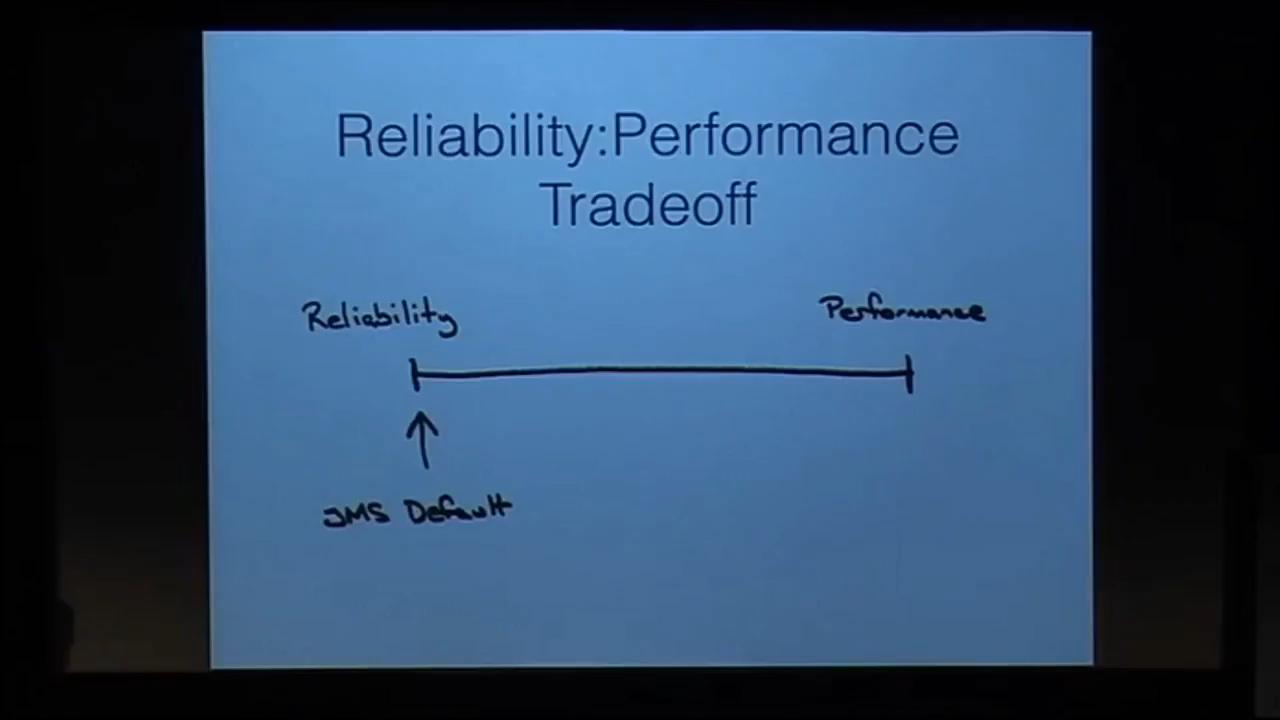 Reliability:Performance
Tradeoff
Reliability
Performance
JMS Default